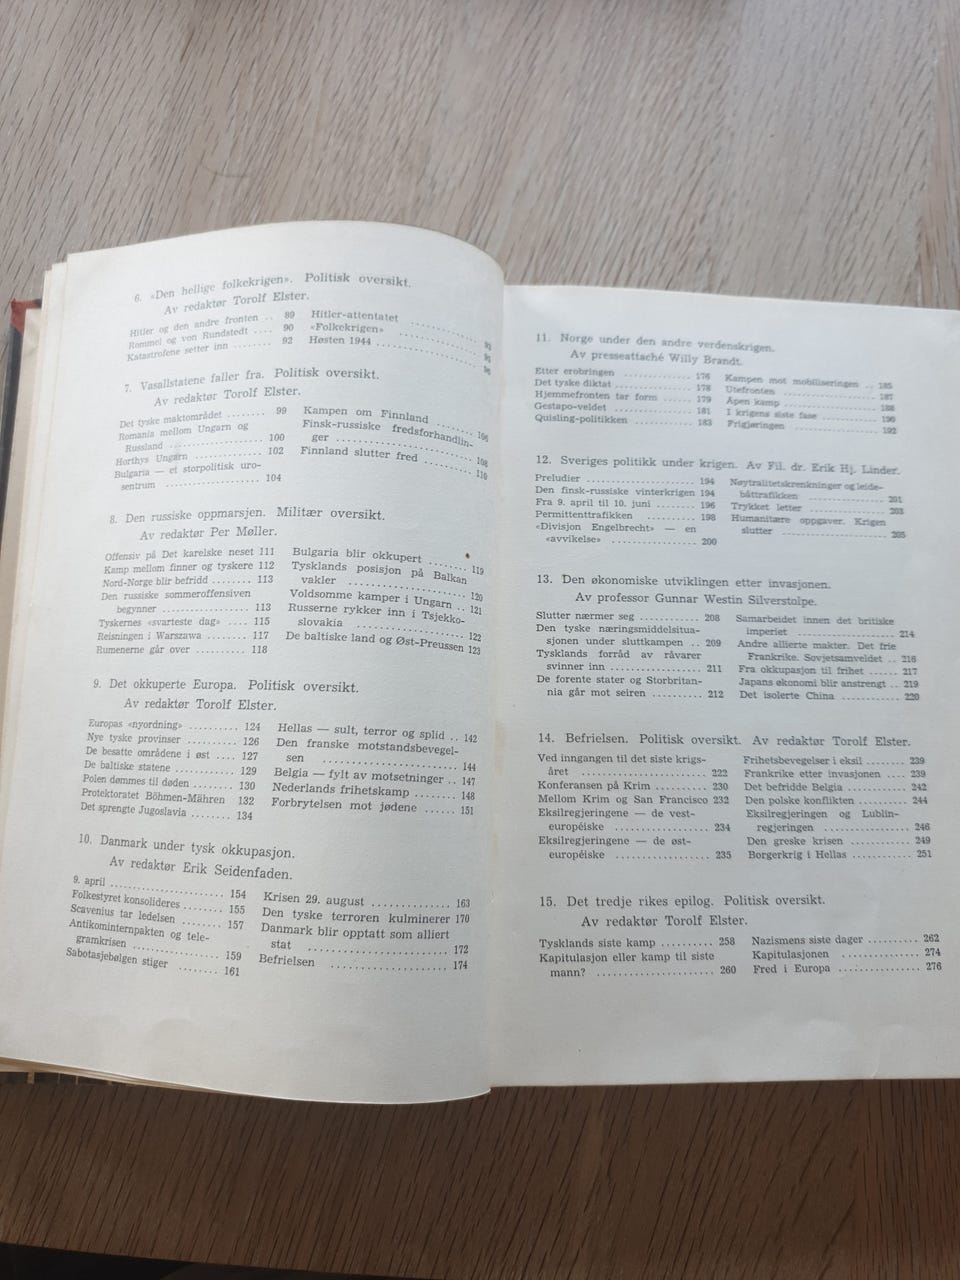 6. «Den hellige folkekrigen». Politisk oversikt.
Av redaktør Torolf Elster.
Hitler og den andre fronten .. 89
Rommel og von Rundstedt .... 90
Katastrofene setter inn ........ 92
Hitler-attentatet ............ 93
«Folkekrigen» ..............
Høsten 1944 ................
7. Vasallstatene faller fra. Politisk oversikt.
Av redaktør Torolf Elster.
Det tyske maktområdet ........ 99
Romania mellom Ungarn og
Russland .................... 100
Horthys Ungarn .............. 102
Bulgaria — et storpolitisk uro-
sentrum .................... 104
Kampen om Finnland ........ 106
Finsk-russiske fredsforhandlin-
ger ........................ 108
Finnland slutter fred .......... 110
8. Den russiske oppmarsjen. Militær oversikt.
Av redaktør Per Møller.
Offensiv på Det karelske neset 111
Kamp mellom finner og tyskere 112
Nord-Norge blir befridd ........ 113
Den russiske sommeroffensiven
begynner .................. 113
Tyskernes «svarteste dag» .... 115
Reisningen i Warszawa ........ 117
Rumenerne går over .......... 118
Bulgaria blir okkupert ........ 119
Tysklands posisjon på Balkan
vakler .................... 120
Voldsomme kamper i Ungarn .. 121
Russerne rykker inn i Tsjekko-
slovakia .................... 122
De baltiske land og Øst-Preussen 123
9. Det okkuperte Europa. Politisk oversikt.
Av redaktør Torolf Elster.
Europas «nyordning» .......... 124
Nye tyske provinser .......... 126
De besatte områdene i øst .... 127
De baltiske statene ............ 129
Polen dømmes til døden ...... 130
Protektoratet Böhmen-Mähren 132
Det sprengte Jugoslavia ........ 134
Hellas — sult, terror og splid .. 142
Den franske motstandsbevegel-
sen ........................ 144
Belgia — fylt av motsetninger .. 147
Nederlands frihetskamp ........ 148
Forbrytelsen mot jødene ...... 151
10. Danmark under tysk okkupasjon.
Av redaktør Erik Seidenfaden.
9. april ........................ 154
Folkestyret konsolideres ........ 155
Scavenius tar ledelsen ........ 157
Antikominternpakten og tele-
gramkrisen .................. 159
Sabotasjebølgen stiger ........ 161
Krisen 29. august .............. 163
Den tyske terroren kulminerer 170
Danmark blir opptatt som alliert
stat ........................ 172
Befrielsen .................... 174
11. Norge under den andre verdenskrigen.
Av presseattaché Willy Brandt.
Etter erobringen .............. 176
Det tyske diktat .............. 178
Hjemmefronten tar form ........ 179
Gestapo-veldet ................ 181
Quisling-politikken ............ 183
Kampen mot mobiliseringen .. 185
Utefronten .................... 187
Åpen kamp .................... 188
I krigens siste fase ............ 190
Frigjøringen .................. 192
12. Sveriges politikk under krigen. Av Fil. dr. Erik Hj. Linder.
Preludier ...................... 194
Den finsk-russiske vinterkrigen 194
Fra 9. april til 10. juni ........ 196
Permittenttrafikken ............ 198
«Divisjon Engelbrecht» — en
«avvikelse» .................. 200
Nøytralitetskrenkninger og leide-
båttrafikken ................ 201
Trykket letter ................ 203
Humanitære oppgaver. Krigen
slutter ...................... 205
13. Den økonomiske utviklingen etter invasjonen.
Av professor Gunnar Westin Silverstolpe.
Slutter nærmer seg ............ 208
Den tyske næringsmiddelsitua-
sjonen under sluttkampen .. 209
Tysklands forråd av råvarer
svinner inn .................. 211
De forente stater og Storbritan-
nia går mot seiren .......... 212
Samarbeidet innen det britiske
imperiet .................... 214
Andre allierte makter. Det frie
Frankrike. Sovjetsamveldet .. 216
Fra okkupasjon til frihet ...... 217
Japans økonomi blir anstrengt .. 219
Det isolerte China ............ 220
14. Befrielsen. Politisk oversikt. Av redaktør Torolf Elster.
Ved inngangen til det siste krigs-
året ........................ 222
Konferansen på Krim .......... 230
Mellom Krim og San Francisco 232
Eksilregjeringene — de vest-
européiske .................. 234
Eksilregjeringene — de øst-
européiske .................. 235
Frihetsbevegelser i eksil ...... 239
Frankrike etter invasjonen .... 239
Det befridde Belgia ............ 242
Den polske konflikten .......... 244
Eksilregjeringen og Lublin-
regjeringen .................. 246
Den greske krisen .............. 249
Borgerkrig i Hellas ............ 251
15. Det tredje rikes epilog. Politisk oversikt.
Av redaktør Torolf Elster.
Tysklands siste kamp .......... 258
Kapitulasjon eller kamp til siste
mann? ...................... 260
Nazismens siste dager .......... 262
Kapitulasjonen ................ 274
Fred i Europa ................ 276